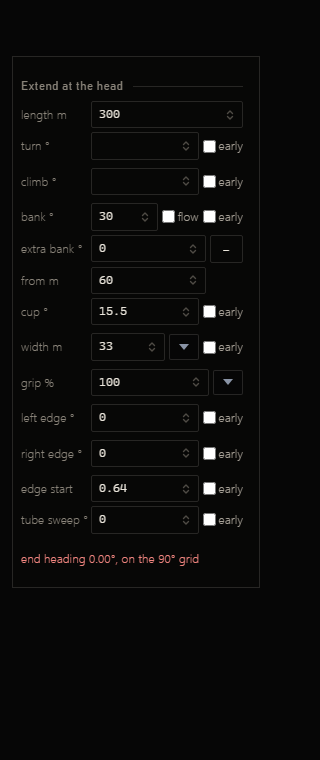 Extend at the head
length m 300
turn ° early
climb ° early
bank ° 30 flow early
extra bank ° 0 –
from m 60
cup ° 15.5 early
width m 33 early
grip % 100
left edge ° 0 early
right edge ° 0 early
edge start 0.64 early
tube sweep ° 0 early
end heading 0.00°, on the 90° grid